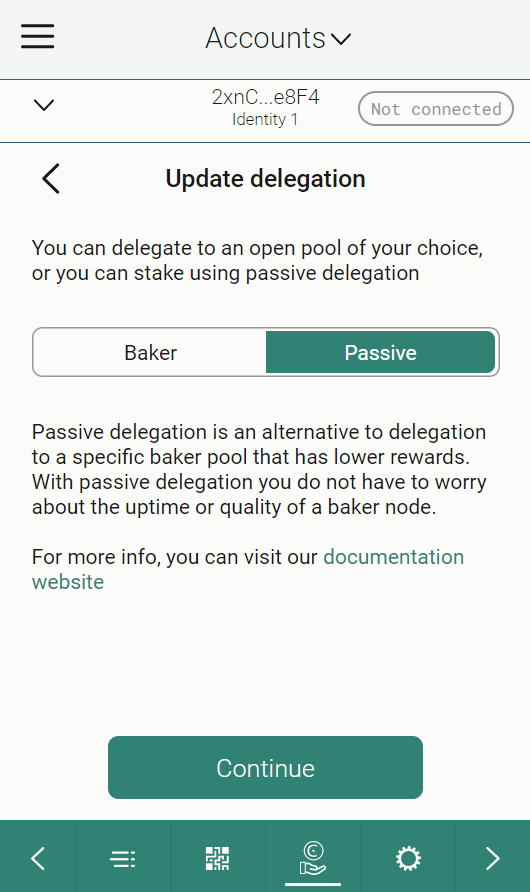 Accounts
2xnC...e8F4
Identity 1
Not connected
Update delegation
You can delegate to an open pool of your choice,
or you can stake using passive delegation
Baker
Passive
Passive delegation is an alternative to delegation
to a specific baker pool that has lower rewards.
With passive delegation you do not have to worry
about the uptime or quality of a baker node.
For more info, you can visit our documentation
website
Continue